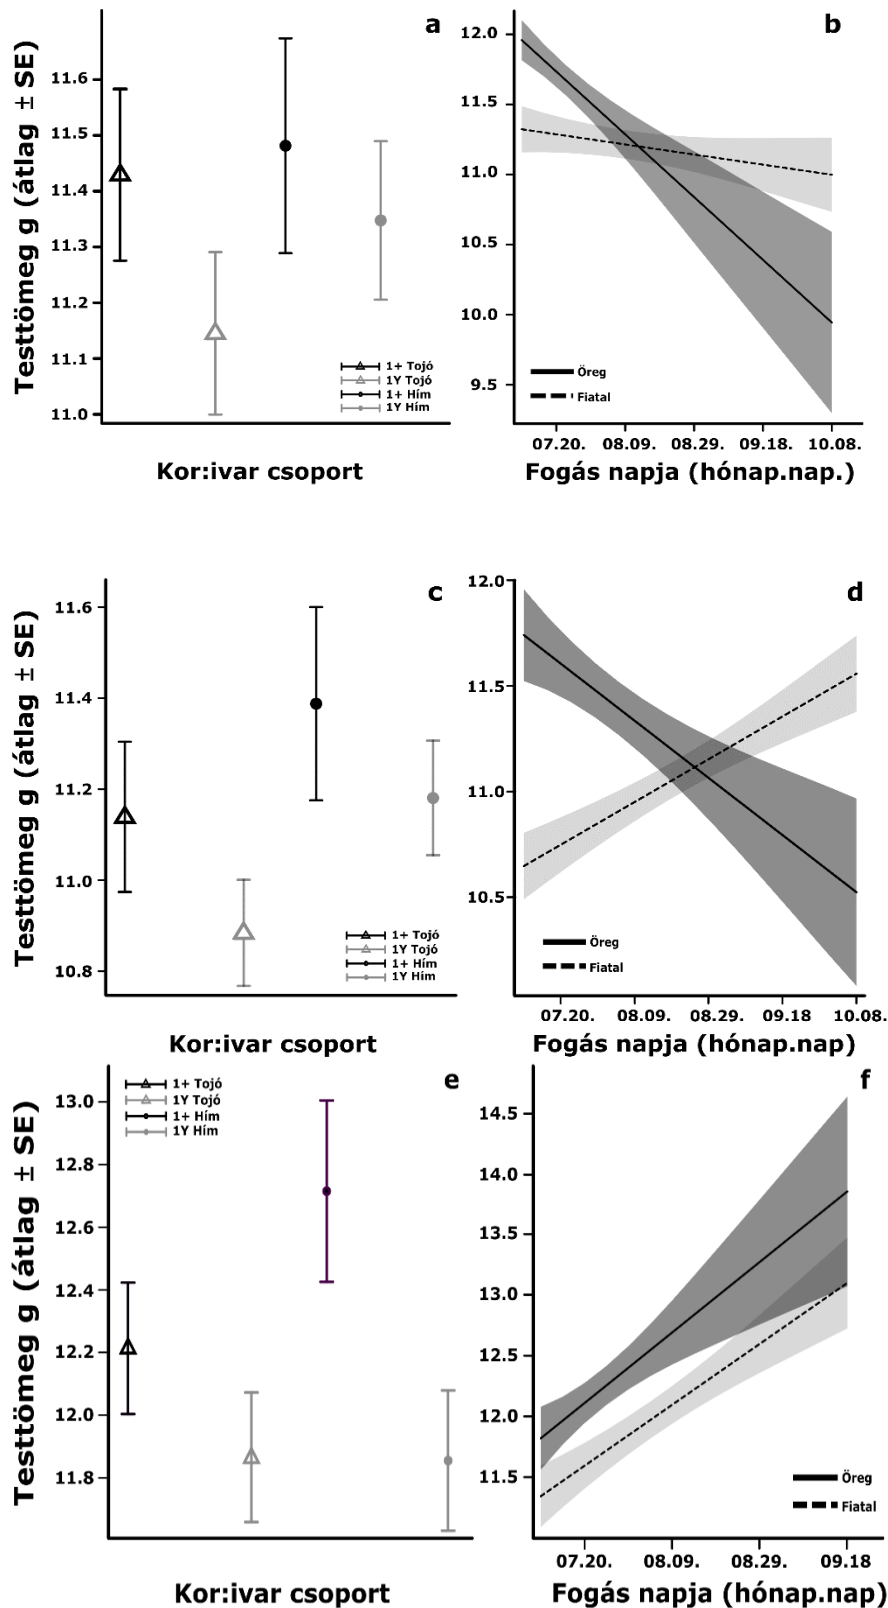 a
Testtömeg g (átlag ± SE)
11.6
11.5
11.4
11.3
11.2
11.1
11.0
1+ Tojó
1Y Tojó
1+ Hím
1Y Hím
Kor:ivar csoport
b
12.0
11.5
11.0
10.5
10.0
9.5
Öreg
Fiatal
07.20. 08.09. 08.29. 09.18. 10.08.
Fogás napja (hónap.nap.)
c
Testtömeg g (átlag ± SE)
11.6
11.4
11.2
11.0
10.8
1+ Tojó
1Y Tojó
1+ Hím
1Y Hím
Kor:ivar csoport
d
12.0
11.5
11.0
10.5
Öreg
Fiatal
07.20. 08.09. 08.29. 09.18 10.08.
Fogás napja (hónap.nap)
e
Testtömeg g (átlag ± SE)
1+ Tojó
1Y Tojó
1+ Hím
1Y Hím
13.0
12.8
12.6
12.4
12.2
12.0
11.8
Kor:ivar csoport
f
14.5
14.0
13.5
13.0
12.5
12.0
11.5
Öreg
Fiatal
07.20. 08.09. 08.29. 09.18
Fogás napja (hónap.nap)